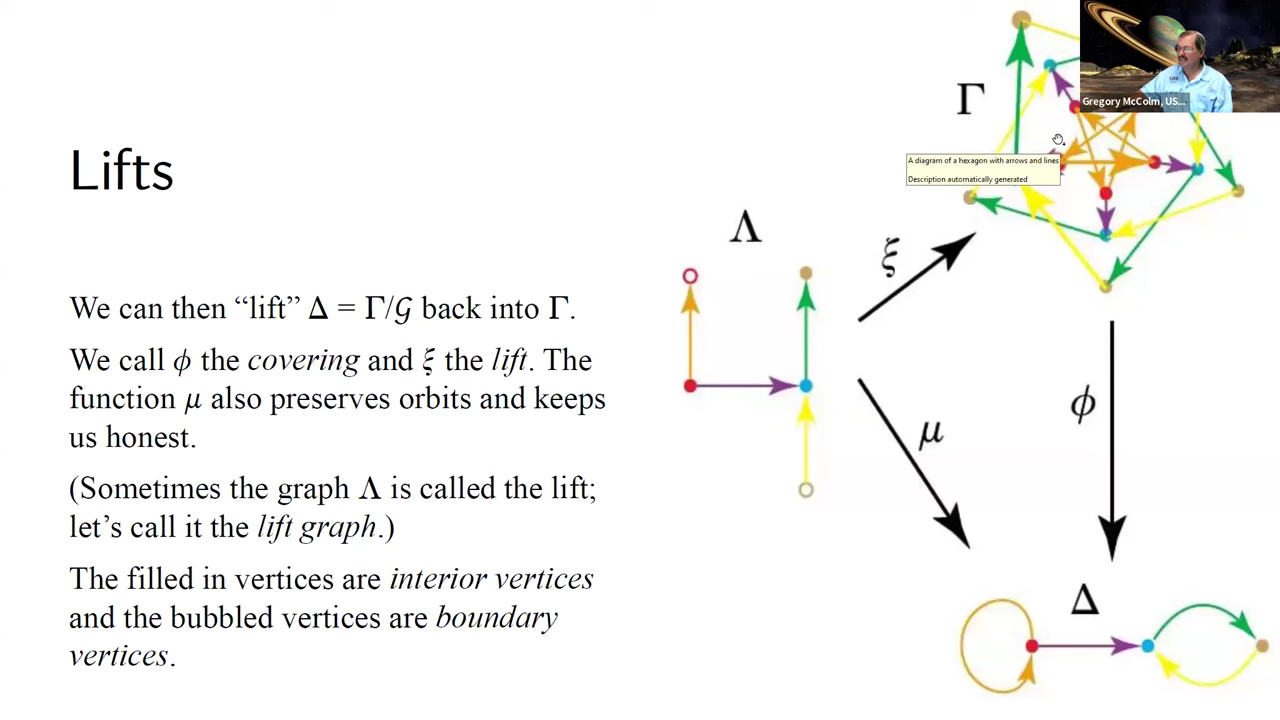 Lifts
We can then “lift” Δ = Γ/𝒢 back into Γ.
We call ϕ the covering and ξ the lift. The
function μ also preserves orbits and keeps
us honest.
(Sometimes the graph Λ is called the lift;
let’s call it the lift graph.)
The filled in vertices are interior vertices
and the bubbled vertices are boundary
vertices.
Γ
Gregory McColm, US...
A diagram of a hexagon with arrows and lines
Description automatically generated
Λ
ξ
μ
ϕ
Δ